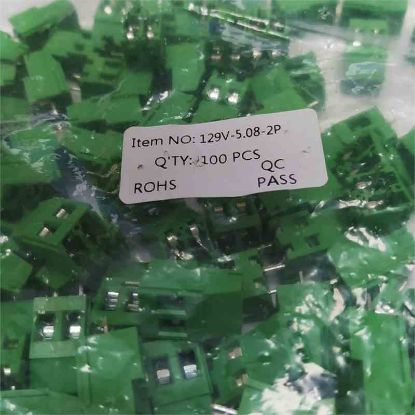 Item NO: 129V-5.08-2P
Q'TY: 100 PCS
QC
ROHS PASS